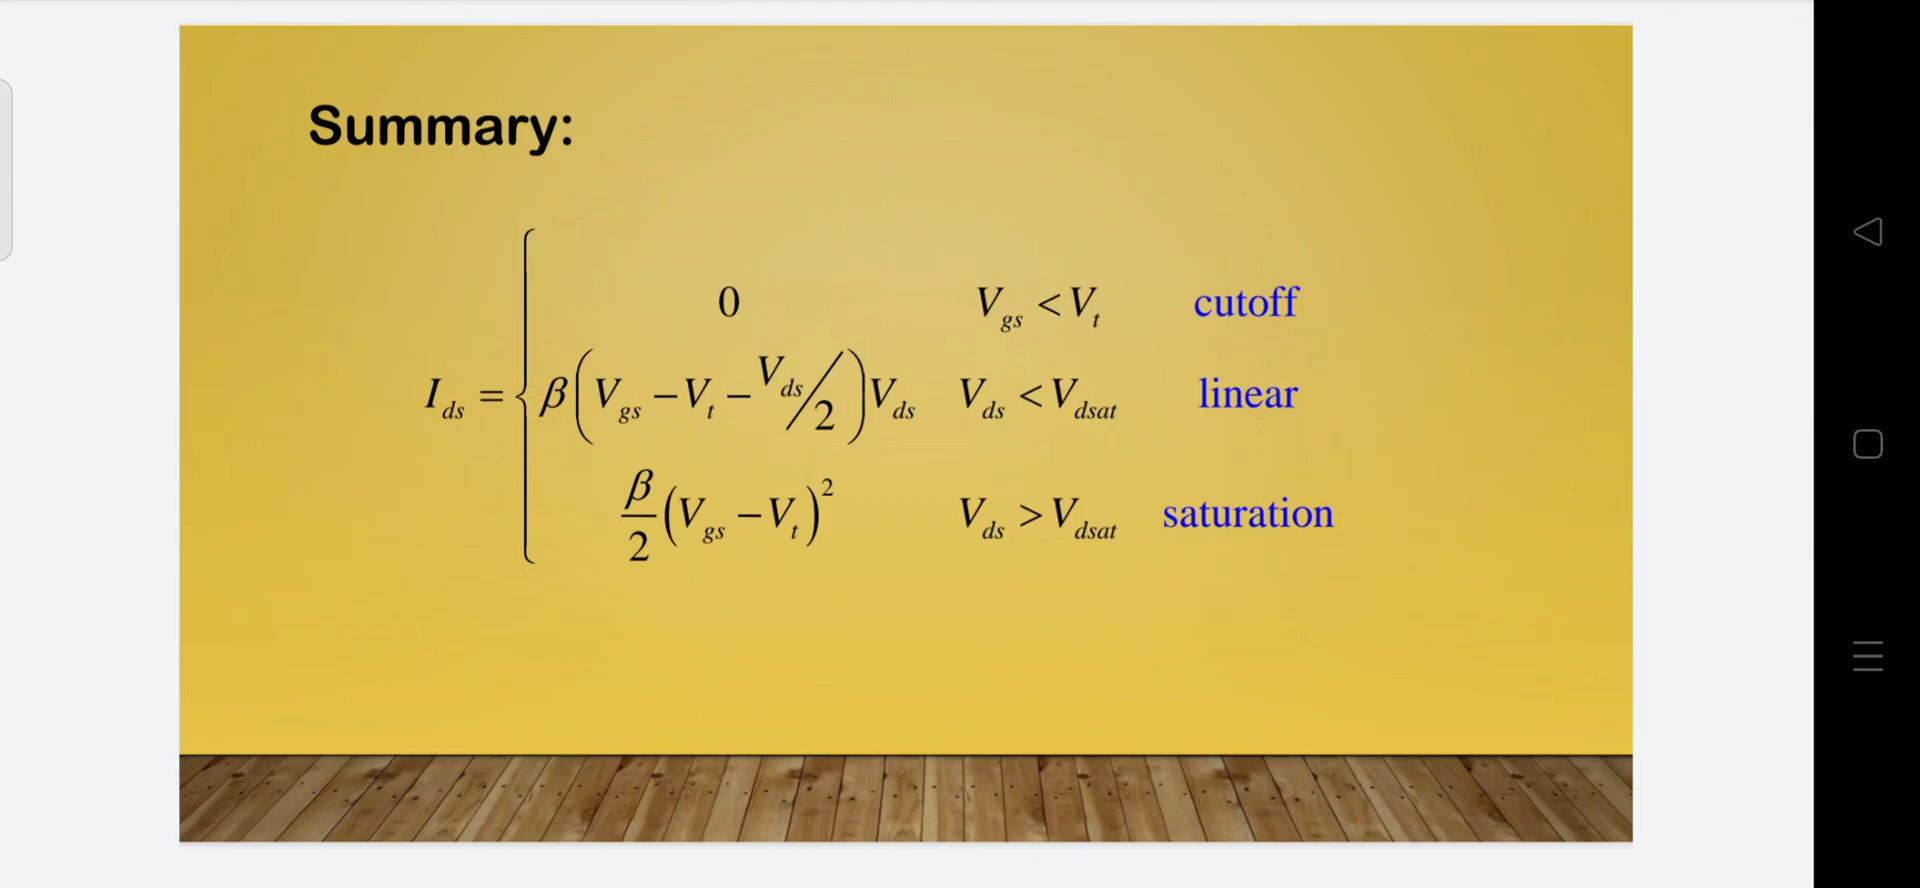 Summary:
0 V_gs < V_t cutoff
I_ds = { β(V_gs − V_t − V_ds/2)V_ds V_ds < V_dsat linear
β/2 (V_gs − V_t)² V_ds > V_dsat saturation